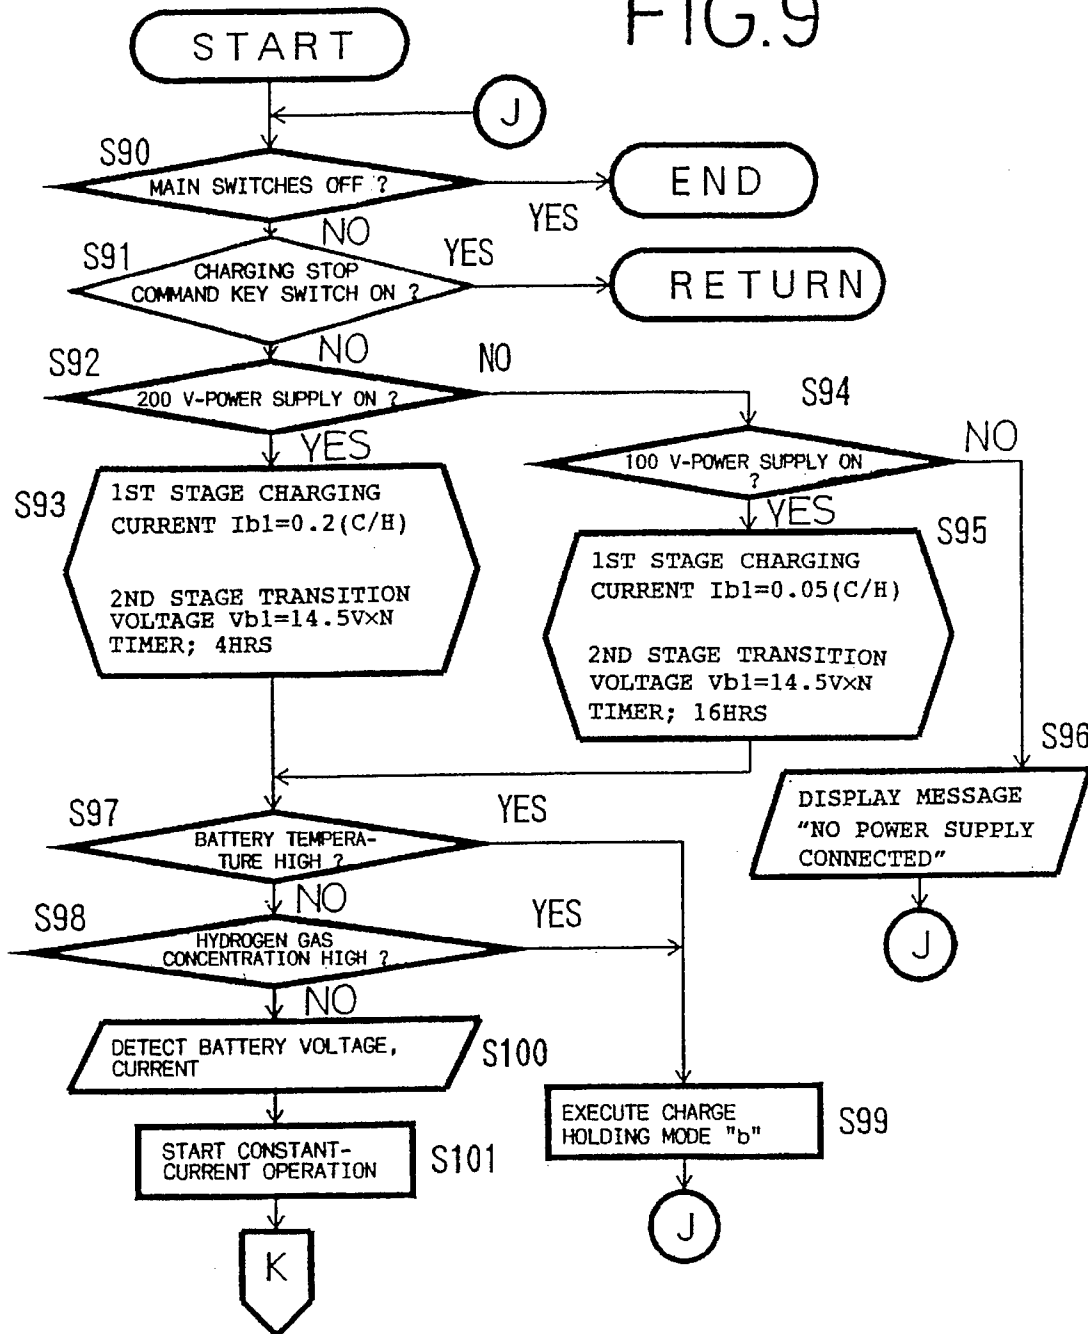 FIG.9
START
J
S90
MAIN SWITCHES OFF ?
YES
END
NO
S91
CHARGING STOP
COMMAND KEY SWITCH ON ?
YES
RETURN
NO
S92
200 V-POWER SUPPLY ON ?
NO
YES
S94
100 V-POWER SUPPLY ON
?
NO
YES
S93
1ST STAGE CHARGING
CURRENT Ib1=0.2(C/H)
2ND STAGE TRANSITION
VOLTAGE Vb1=14.5V×N
TIMER; 4HRS
S95
1ST STAGE CHARGING
CURRENT Ib1=0.05(C/H)
2ND STAGE TRANSITION
VOLTAGE Vb1=14.5V×N
TIMER; 16HRS
S96
DISPLAY MESSAGE
"NO POWER SUPPLY
CONNECTED"
J
S97
BATTERY TEMPERA-
TURE HIGH ?
YES
NO
S98
HYDROGEN GAS
CONCENTRATION HIGH ?
YES
NO
DETECT BATTERY VOLTAGE,
CURRENT
S100
EXECUTE CHARGE
HOLDING MODE "b"
S99
J
START CONSTANT-
CURRENT OPERATION
S101
K